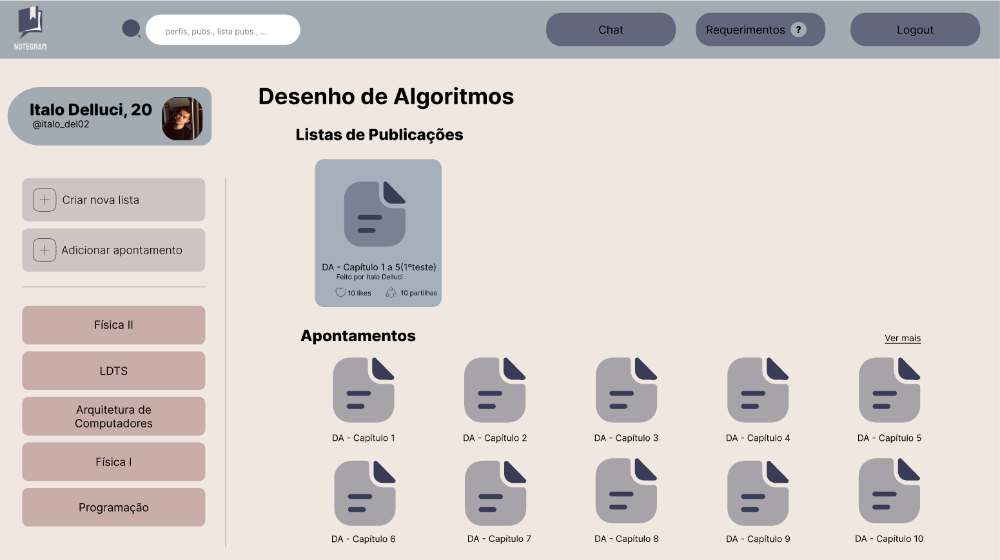 NOTEGRAM
perfis, pubs., lista pubs., ...
Chat
Requerimentos ?
Logout
Italo Delluci, 20
@italo_del02
Criar nova lista
Adicionar apontamento
Física II
LDTS
Arquitetura de
Computadores
Física I
Programação
Desenho de Algoritmos
Listas de Publicações
DA - Capítulo 1 a 5(1ºteste)
Feito por Italo Delluci
10 likes
10 partilhas
Apontamentos
Ver mais
DA - Capítulo 1
DA - Capítulo 2
DA - Capítulo 3
DA - Capítulo 4
DA - Capítulo 5
DA - Capítulo 6
DA - Capítulo 7
DA - Capítulo 8
DA - Capítulo 9
DA - Capítulo 10